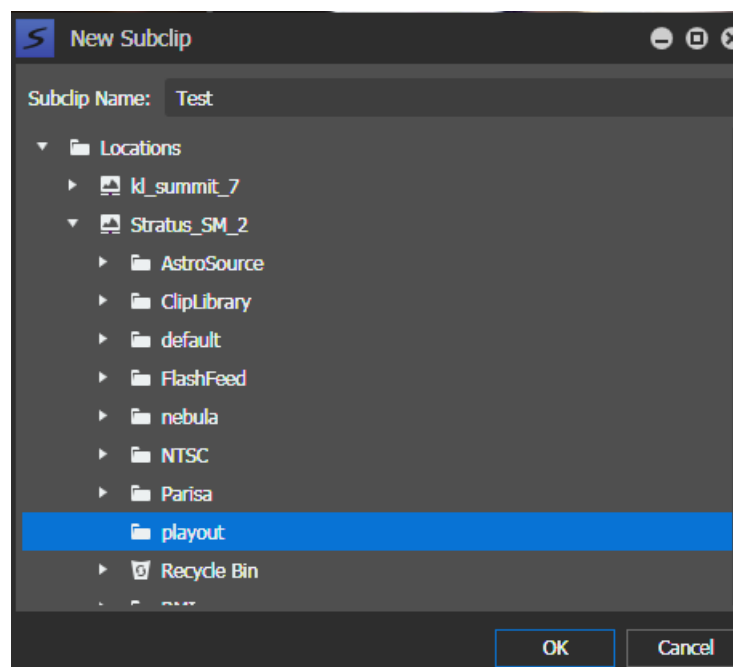 New Subclip
Subclip Name: Test
Locations
kl_summit_7
Stratus_SM_2
AstroSource
ClipLibrary
default
FlashFeed
nebula
NTSC
Parisa
playout
Recycle Bin
OK Cancel